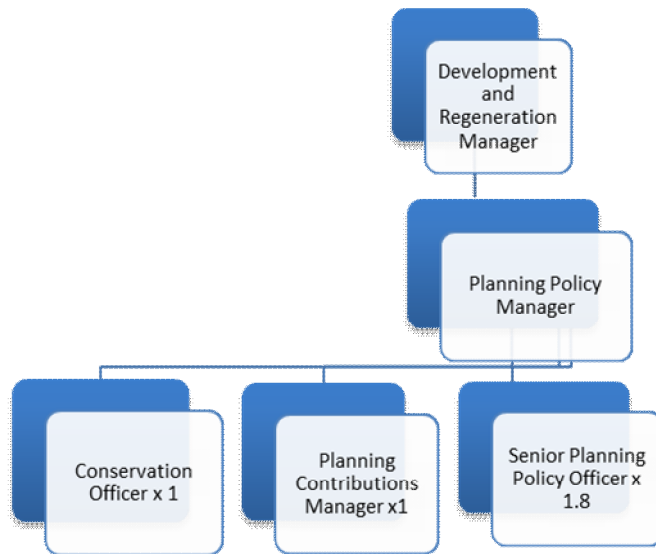 Development
and
Regeneration
Manager
Planning Policy
Manager
Conservation
Officer x 1
Planning
Contributions
Manager x1
Senior Planning
Policy Officer x
1.8